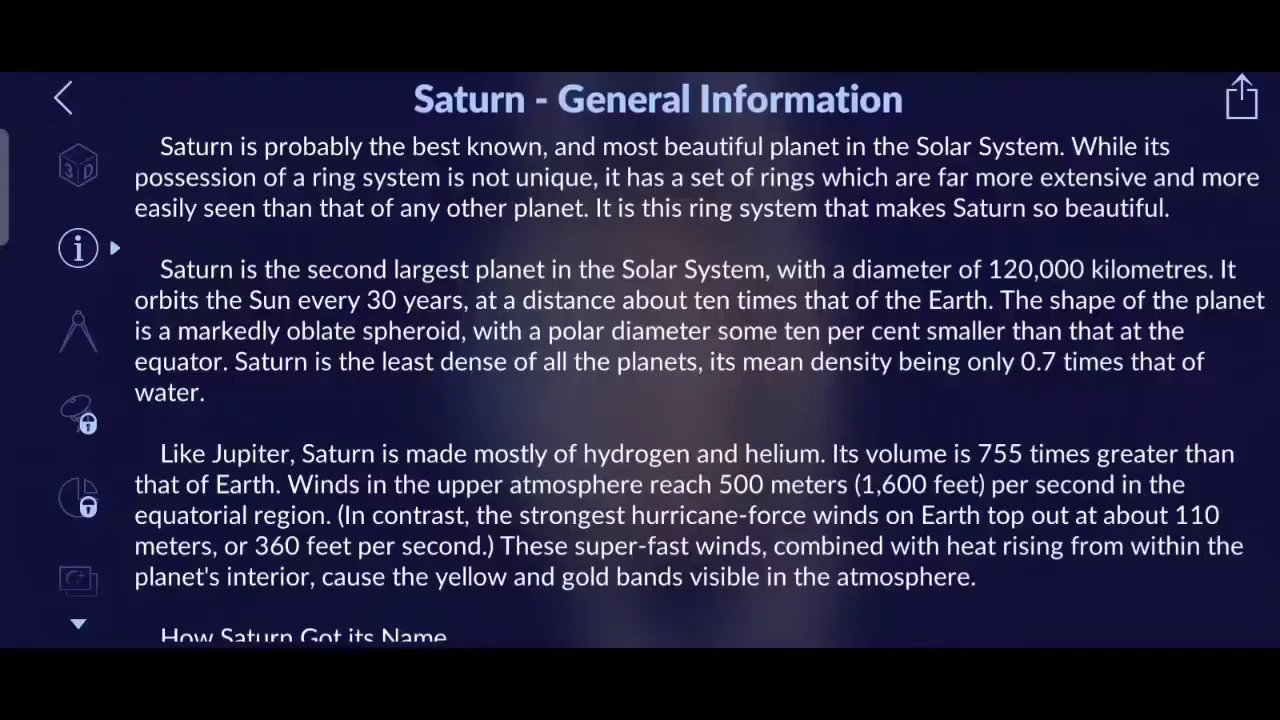 Saturn - General Information
Saturn is probably the best known, and most beautiful planet in the Solar System. While its
possession of a ring system is not unique, it has a set of rings which are far more extensive and more
easily seen than that of any other planet. It is this ring system that makes Saturn so beautiful.
Saturn is the second largest planet in the Solar System, with a diameter of 120,000 kilometres. It
orbits the Sun every 30 years, at a distance about ten times that of the Earth. The shape of the planet
is a markedly oblate spheroid, with a polar diameter some ten per cent smaller than that at the
equator. Saturn is the least dense of all the planets, its mean density being only 0.7 times that of
water.
Like Jupiter, Saturn is made mostly of hydrogen and helium. Its volume is 755 times greater than
that of Earth. Winds in the upper atmosphere reach 500 meters (1,600 feet) per second in the
equatorial region. (In contrast, the strongest hurricane-force winds on Earth top out at about 110
meters, or 360 feet per second.) These super-fast winds, combined with heat rising from within the
planet's interior, cause the yellow and gold bands visible in the atmosphere.
How Saturn Got its Name
3D